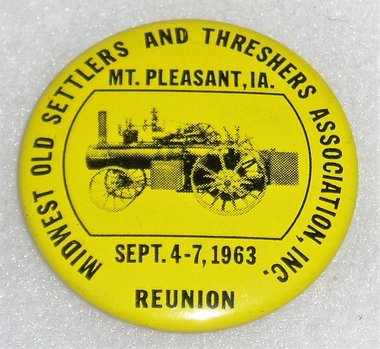 MIDWEST OLD SETTLERS AND THRESHERS ASSOCIATION, INC.
MT. PLEASANT, IA.
SEPT. 4-7, 1963
REUNION